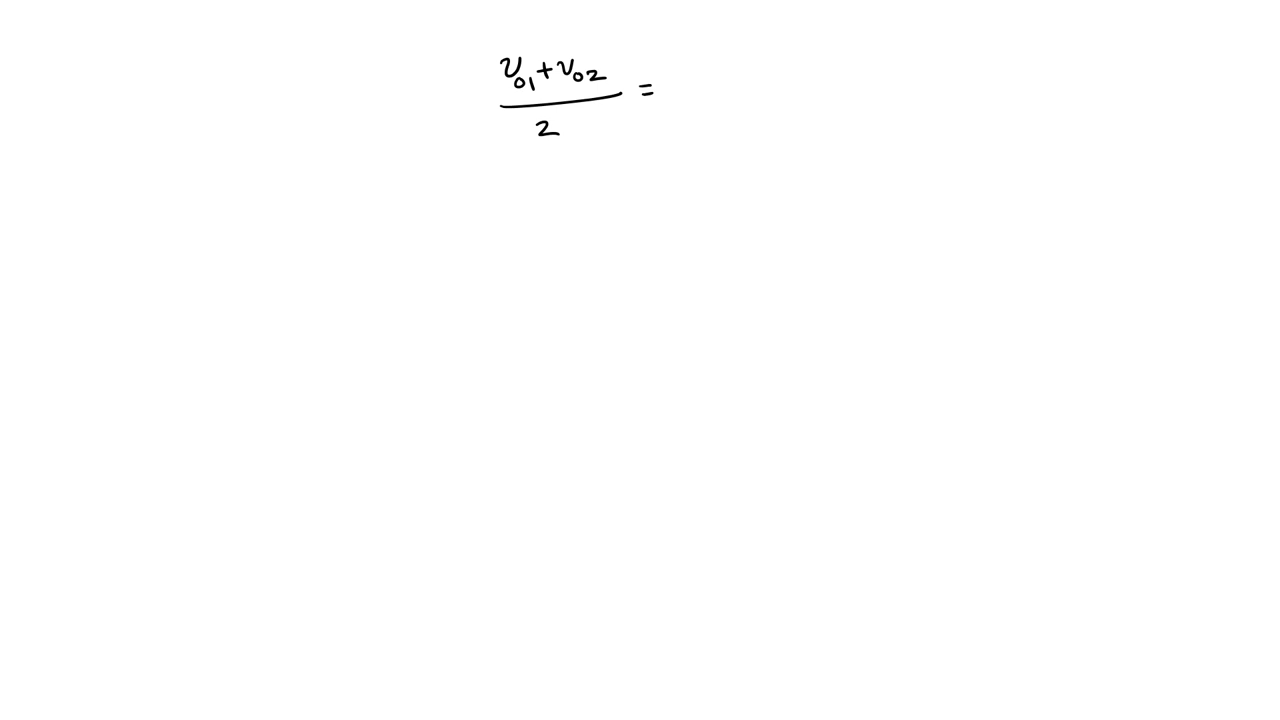 v₀₁+v₀₂
2
=